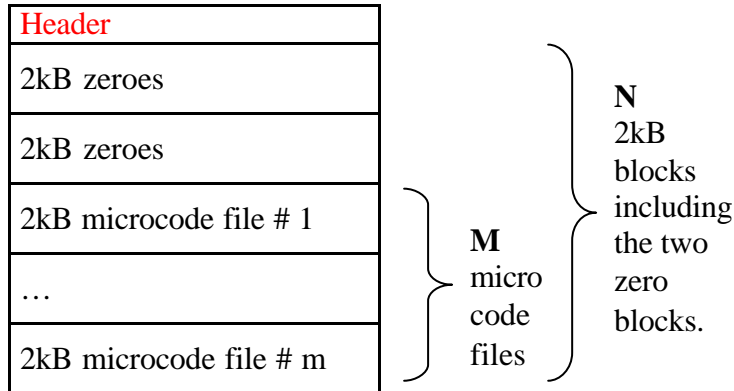 Header
2kB zeroes
2kB zeroes
2kB microcode file # 1
…
2kB microcode file # m
M
micro
code
files
N
2kB
blocks
including
the two
zero
blocks.